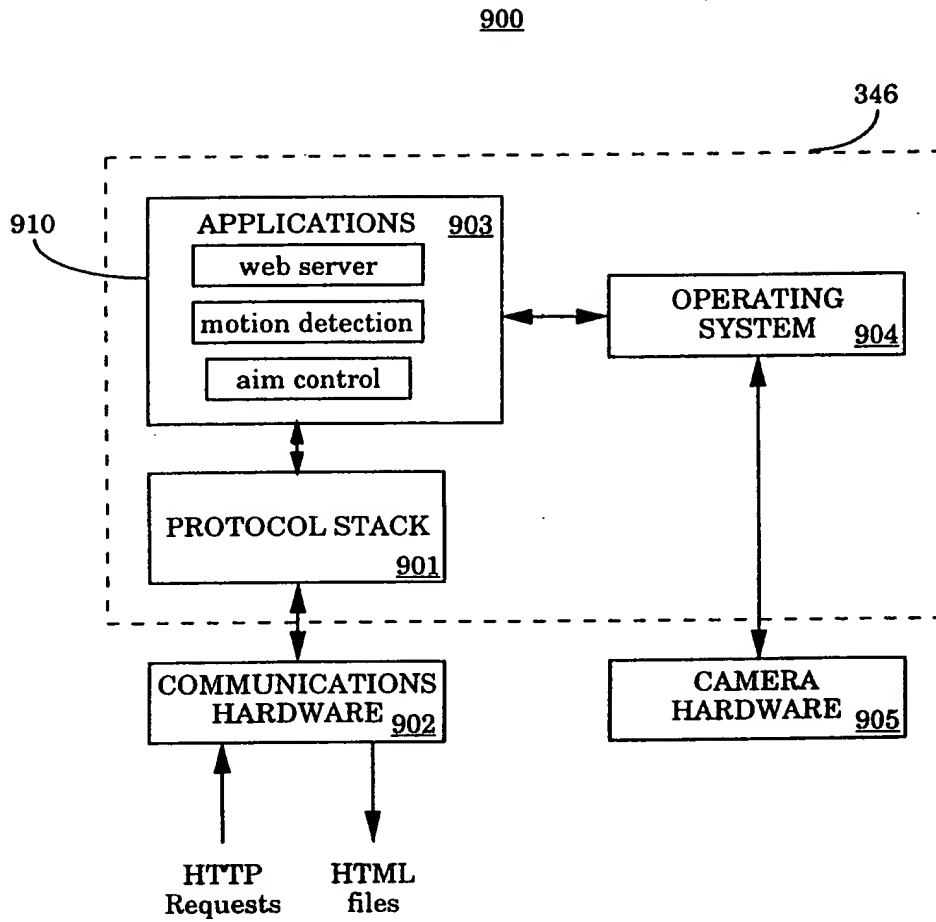 900
346
910
APPLICATIONS
903
web server
motion detection
aim control
OPERATING
SYSTEM
904
PROTOCOL STACK
901
COMMUNICATIONS
HARDWARE
902
CAMERA
HARDWARE
905
HTTP
Requests
HTML
files